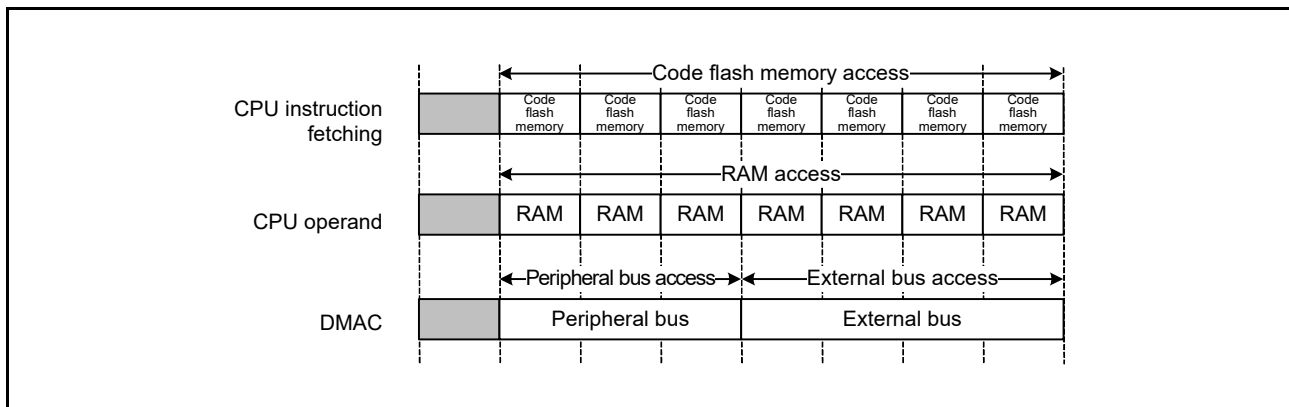 Code flash memory access
CPU instruction
fetching
Code Code Code Code Code Code Code
flash flash flash flash flash flash flash
memory memory memory memory memory memory memory
RAM access
CPU operand
RAM RAM RAM RAM RAM RAM RAM
Peripheral bus access External bus access
DMAC
Peripheral bus External bus